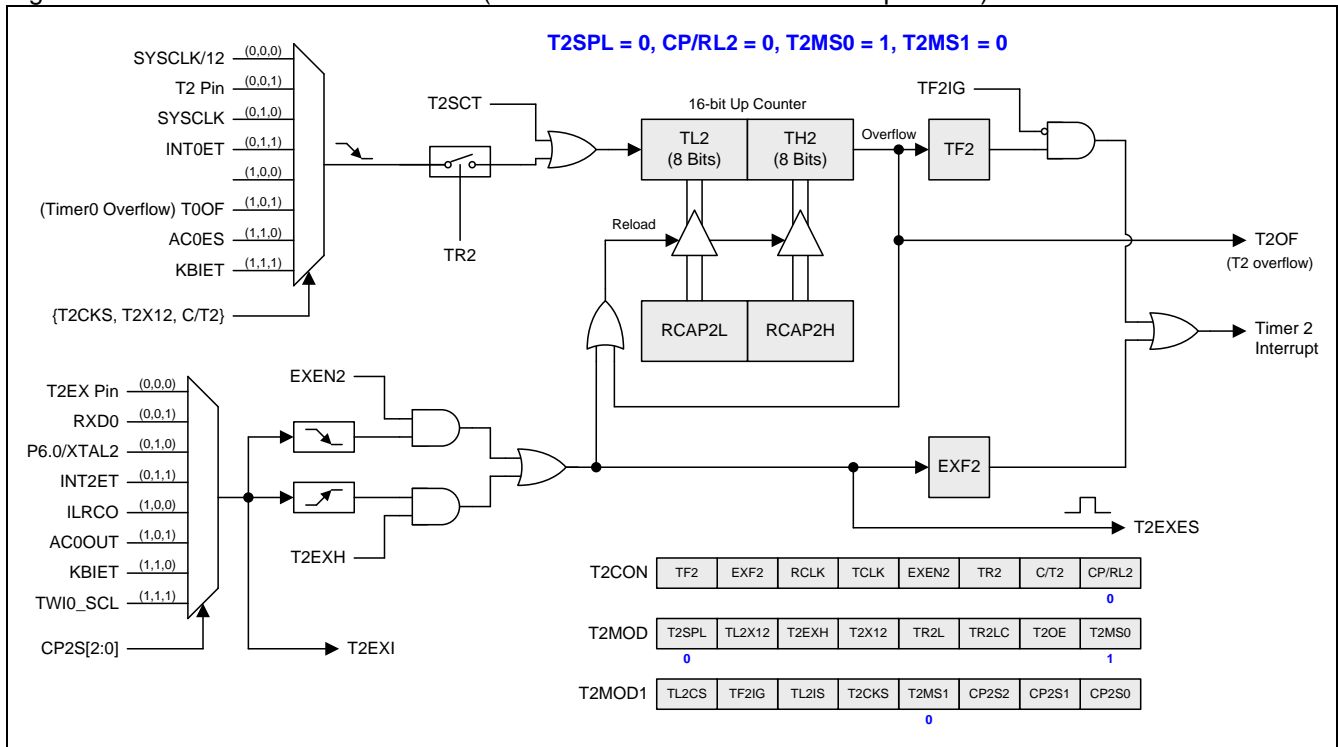 T2SPL = 0, CP/RL2 = 0, T2MS0 = 1, T2MS1 = 0
SYSCLK/12 (0,0,0)
T2 Pin (0,0,1)
SYSCLK (0,1,0)
INT0ET (0,1,1)
(1,0,0)
(Timer0 Overflow) T0OF (1,0,1)
AC0ES (1,1,0)
KBIET (1,1,1)
{T2CKS, T2X12, C/T2}
TR2
T2SCT
16-bit Up Counter
TL2
(8 Bits)
TH2
(8 Bits)
Overflow
TF2
TF2IG
Reload
RCAP2L
RCAP2H
T2OF
(T2 overflow)
Timer 2
Interrupt
T2EX Pin (0,0,0)
RXD0 (0,0,1)
P6.0/XTAL2 (0,1,0)
INT2ET (0,1,1)
ILRCO (1,0,0)
AC0OUT (1,0,1)
KBIET (1,1,0)
TWI0_SCL (1,1,1)
CP2S[2:0]
EXEN2
T2EXH
T2EXI
EXF2
T2EXES
T2CON TF2 EXF2 RCLK TCLK EXEN2 TR2 C/T2 CP/RL2
0
T2MOD T2SPL TL2X12 T2EXH T2X12 TR2L TR2LC T2OE T2MS0
0 1
T2MOD1 TL2CS TF2IG TL2IS T2CKS T2MS1 CP2S2 CP2S1 CP2S0
0